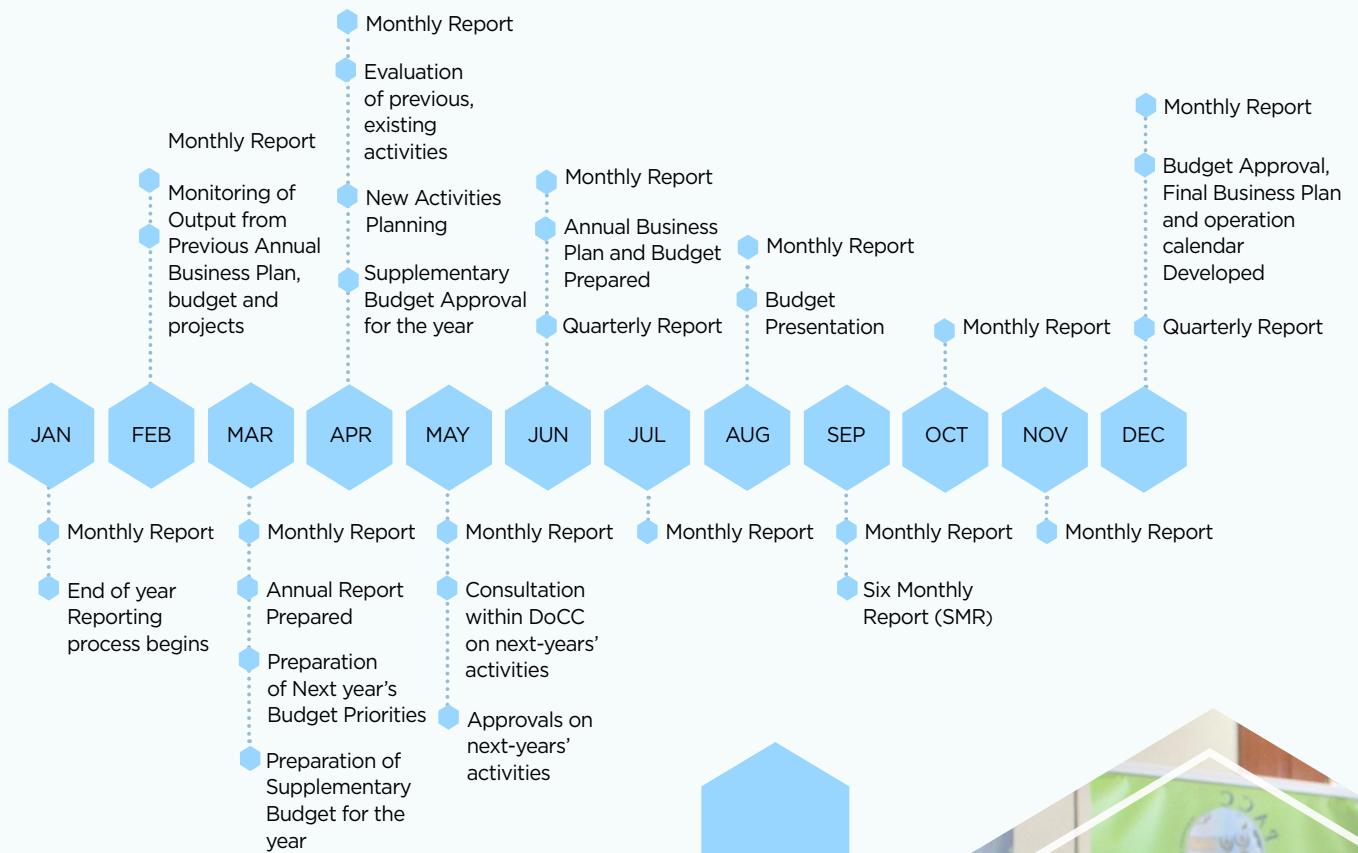 Monthly Report
Evaluation
of previous,
existing
activities
New Activities
Planning
Supplementary
Budget Approval
for the year
Monthly Report
Monitoring of
Output from
Previous Annual
Business Plan,
budget and
projects
Monthly Report
Annual Business
Plan and Budget
Prepared
Quarterly Report
Monthly Report
Budget
Presentation
Monthly Report
Monthly Report
Budget Approval,
Final Business Plan
and operation
calendar
Developed
Quarterly Report
JAN
FEB
MAR
APR
MAY
JUN
JUL
AUG
SEP
OCT
NOV
DEC
Monthly Report
End of year
Reporting
process begins
Monthly Report
Annual Report
Prepared
Preparation
of Next year’s
Budget Priorities
Preparation of
Supplementary
Budget for the
year
Monthly Report
Consultation
within DoCC
on next-years’
activities
Approvals on
next-years’
activities
Monthly Report
Monthly Report
Six Monthly
Report (SMR)
Monthly Report